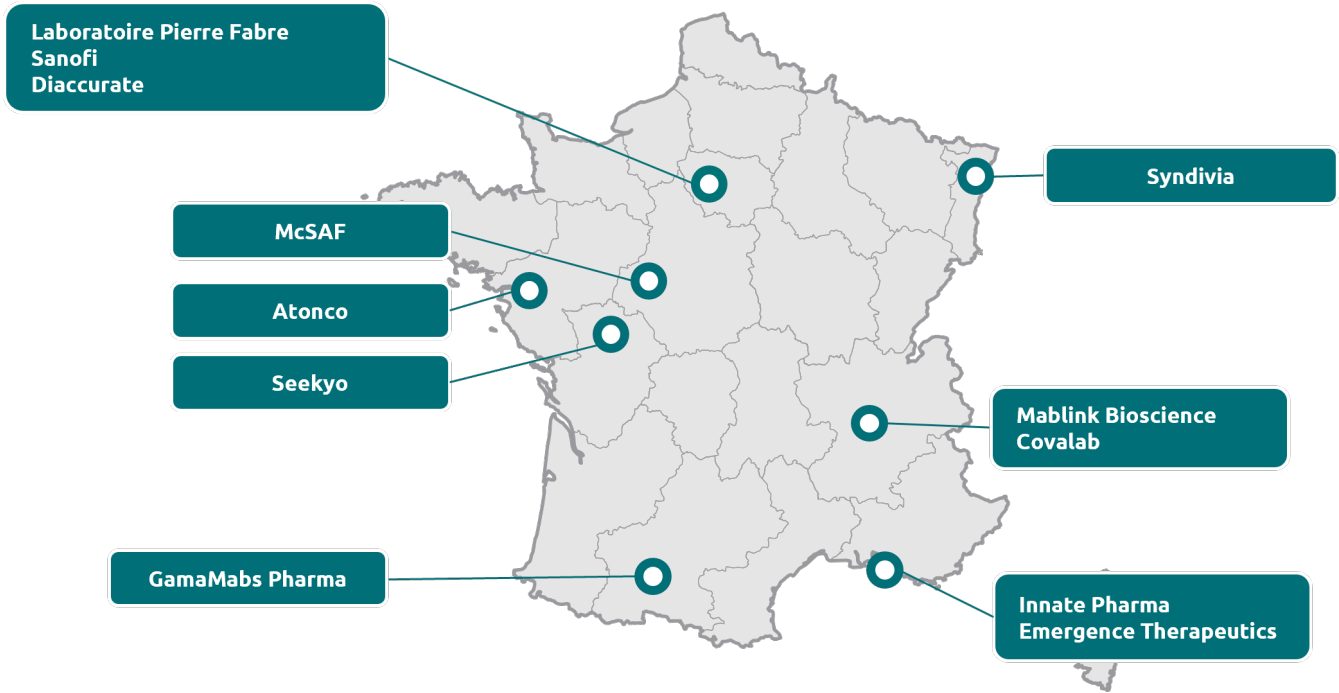 Laboratoire Pierre Fabre
Sanofi
Diaccurate
Syndivia
McSAF
Atonco
Seekyo
Mablink Bioscience
Covalab
GamaMabs Pharma
Innate Pharma
Emergence Therapeutics